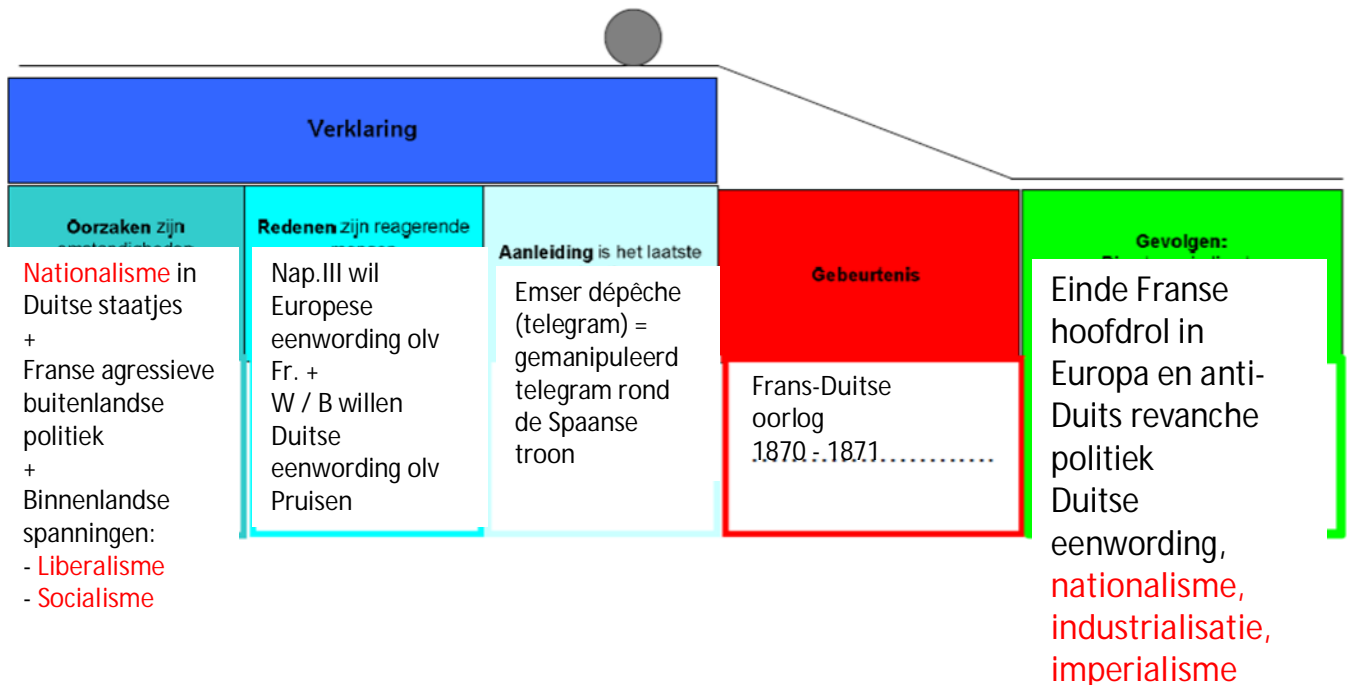 Verklaring
Oorzaken zijn
Nationalisme in
Duitse staatjes
+
Franse agressieve
buitenlandse
politiek
+
Binnenlandse
spanningen:
- Liberalisme
- Socialisme
Redenen zijn reagerende
Nap.III wil
Europese
eenwording olv
Fr. +
W / B willen
Duitse
eenwording olv
Pruisen
Aanleiding is het laatste
Emser dépêche
(telegram) =
gemanipuleerd
telegram rond
de Spaanse
troon
Gebeurtenis
Frans-Duitse
oorlog
1870 - 1871
Gevolgen:
Einde Franse
hoofdrol in
Europa en anti-
Duits revanche
politiek
Duitse
eenwording,
nationalisme,
industrialisatie,
imperialisme